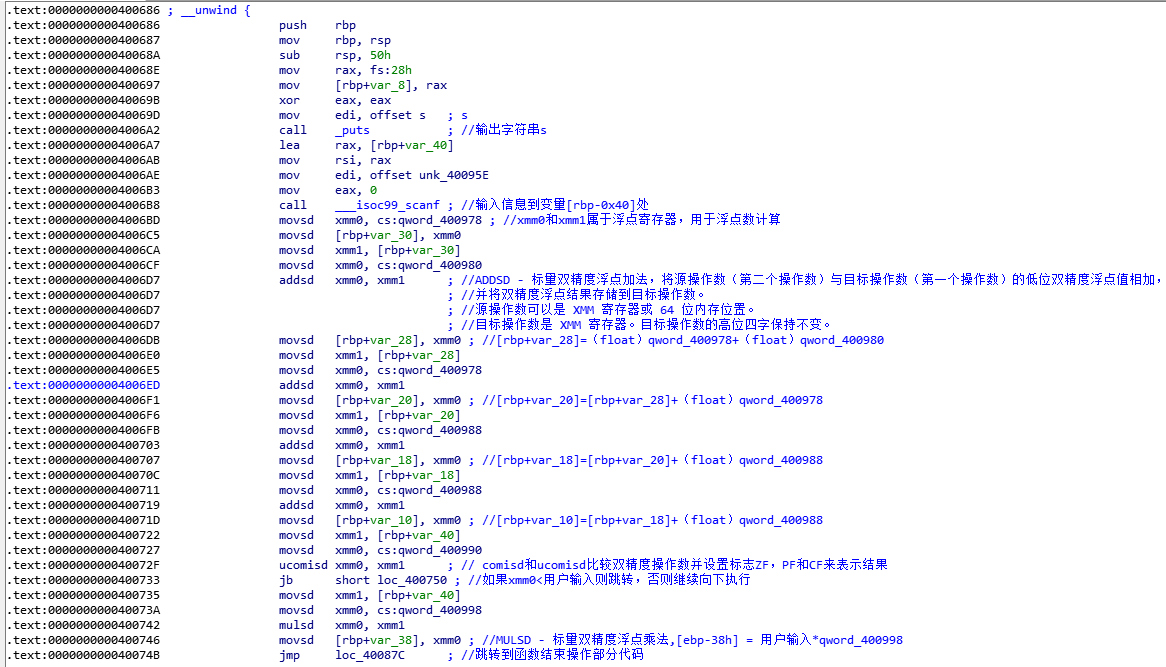 .text:0000000000400686 ; __unwind {
.text:0000000000400686 push rbp
.text:0000000000400687 mov rbp, rsp
.text:000000000040068A sub rsp, 50h
.text:000000000040068E mov rax, fs:28h
.text:0000000000400697 mov [rbp+var_8], rax
.text:000000000040069B xor eax, eax
.text:000000000040069D mov edi, offset s ; s
.text:00000000004006A2 call _puts ; //输出字符串s
.text:00000000004006A7 lea rax, [rbp+var_40]
.text:00000000004006AB mov rsi, rax
.text:00000000004006AE mov edi, offset unk_40095E
.text:00000000004006B3 mov eax, 0
.text:00000000004006B8 call ___isoc99_scanf ; //输入信息到变量[rbp-0x40]处
.text:00000000004006BD movsd xmm0, cs:qword_400978 ; //xmm0和xmm1属于浮点寄存器，用于浮点数计算
.text:00000000004006C5 movsd [rbp+var_30], xmm0
.text:00000000004006CA movsd xmm1, [rbp+var_30]
.text:00000000004006CF movsd xmm0, cs:qword_400980
.text:00000000004006D7 addsd xmm0, xmm1 ; //ADDSD - 标量双精度浮点加法，将源操作数（第二个操作数）与目标操作数（第一个操作数）的低位双精度浮点值相加，
.text:00000000004006D7 ; //并将双精度浮点结果存储到目标操作数。
.text:00000000004006D7 ; //源操作数可以是 XMM 寄存器或 64 位内存位置。
.text:00000000004006D7 ; //目标操作数是 XMM 寄存器。目标操作数的高位四字保持不变。
.text:00000000004006DB movsd [rbp+var_28], xmm0 ; //[rbp+var_28]=（float）qword_400978+（float）qword_400980
.text:00000000004006E0 movsd xmm1, [rbp+var_28]
.text:00000000004006E5 movsd xmm0, cs:qword_400978
.text:00000000004006ED addsd xmm0, xmm1
.text:00000000004006F1 movsd [rbp+var_20], xmm0 ; //[rbp+var_20]=[rbp+var_28]+（float）qword_400978
.text:00000000004006F6 movsd xmm1, [rbp+var_20]
.text:00000000004006FB movsd xmm0, cs:qword_400988
.text:0000000000400703 addsd xmm0, xmm1
.text:0000000000400707 movsd [rbp+var_18], xmm0 ; //[rbp+var_18]=[rbp+var_20]+（float）qword_400988
.text:000000000040070C movsd xmm1, [rbp+var_18]
.text:0000000000400711 movsd xmm0, cs:qword_400988
.text:0000000000400719 addsd xmm0, xmm1
.text:000000000040071D movsd [rbp+var_10], xmm0 ; //[rbp+var_10]=[rbp+var_18]+（float）qword_400988
.text:0000000000400722 movsd xmm1, [rbp+var_40]
.text:0000000000400727 movsd xmm0, cs:qword_400990
.text:000000000040072F ucomisd xmm0, xmm1 ; // comisd和ucomisd比较双精度操作数并设置标志ZF，PF和CF来表示结果
.text:0000000000400733 jb short loc_400750 ; //如果xmm0<用户输入则跳转，否则继续向下执行
.text:0000000000400735 movsd xmm1, [rbp+var_40]
.text:000000000040073A movsd xmm0, cs:qword_400998
.text:0000000000400742 mulsd xmm0, xmm1
.text:0000000000400746 movsd [rbp+var_38], xmm0 ; //MULSD - 标量双精度浮点乘法,[ebp-38h] = 用户输入*qword_400998
.text:000000000040074B jmp loc_40087C ; //跳转到函数结束操作部分代码